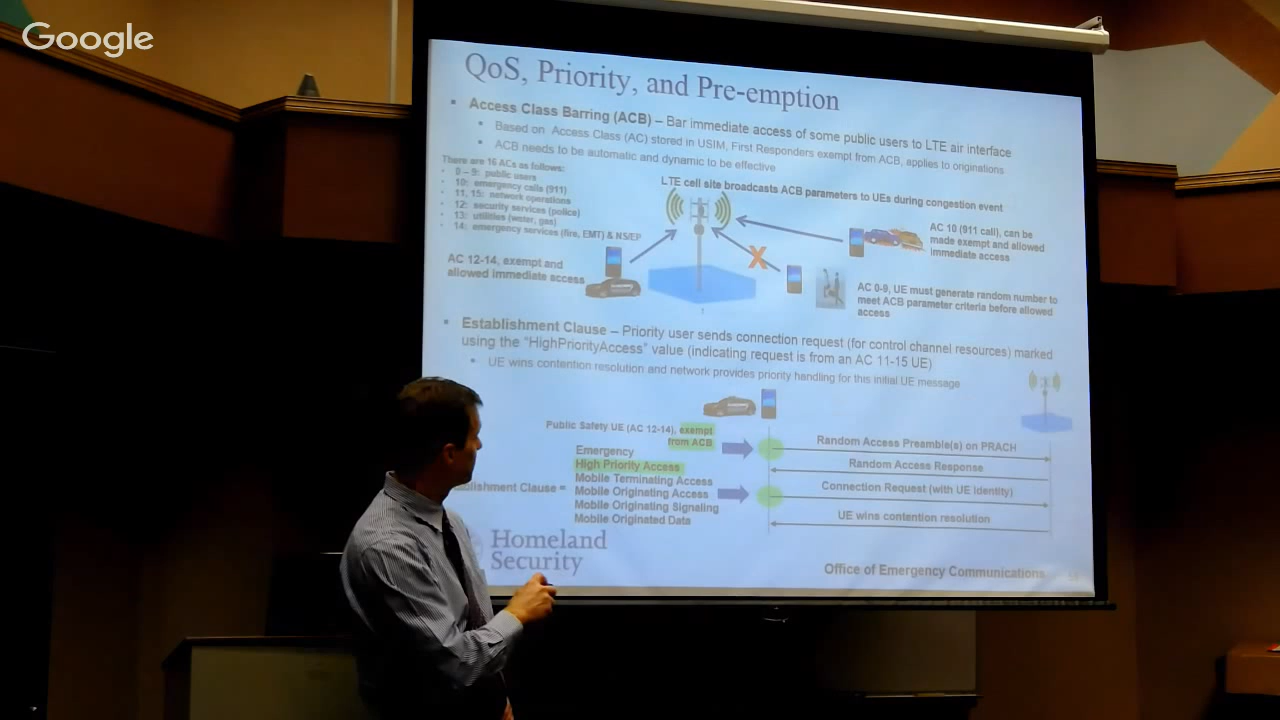 Google
QoS, Priority, and Pre-emption
Access Class Barring (ACB) – Bar immediate access of some public users to LTE air interface
Based on Access Class (AC) stored in USIM, First Responders exempt from ACB, applies to originations
ACB needs to be automatic and dynamic to be effective
There are 16 ACs as follows:
0 – 9: public users
10: emergency calls (911)
11, 15: network operations
12: security services (police)
13: utilities (water, gas)
14: emergency services (fire, EMT) & NS/EP
LTE cell site broadcasts ACB parameters to UEs during congestion event
AC 10 (911 call), can be
made exempt and allowed
immediate access
AC 12-14, exempt and
allowed immediate access
X
AC 0-9, UE must generate random number to
meet ACB parameter criteria before allowed
access
Establishment Clause – Priority user sends connection request (for control channel resources) marked
using the "HighPriorityAccess" value (indicating request is from an AC 11-15 UE)
UE wins contention resolution and network provides priority handling for this initial UE message
Public Safety UE (AC 12-14), exempt
from ACB
Random Access Preamble(s) on PRACH
Random Access Response
Connection Request (with UE Identity)
UE wins contention resolution
Emergency
High Priority Access
Mobile Terminating Access
blishment Clause = Mobile Originating Access
Mobile Originating Signaling
Mobile Originated Data
Homeland
Security
Office of Emergency Communications